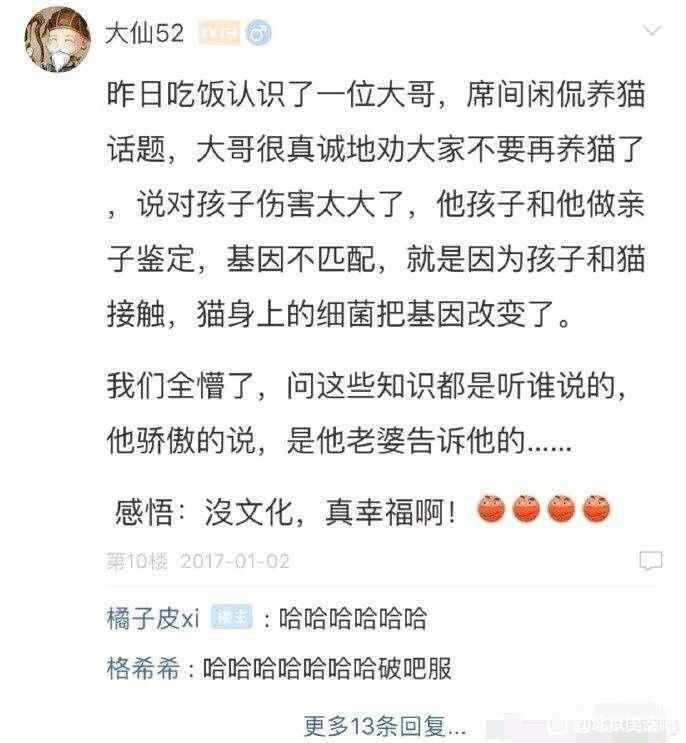 大仙52
昨日吃饭认识了一位大哥，席间闲侃养猫
话题，大哥很真诚地劝大家不要再养猫了
，说对孩子伤害太大了，他孩子和他做亲
子鉴定，基因不匹配，就是因为孩子和猫
接触，猫身上的细菌把基因改变了。
我们全懵了，问这些知识都是听谁说的，
他骄傲的说，是他老婆告诉他的……
感悟：沒文化，真幸福啊！
第10楼 2017-01-02
橘子皮xi 楼主：哈哈哈哈哈哈
格希希：哈哈哈哈哈哈哈破吧服
更多13条回复...